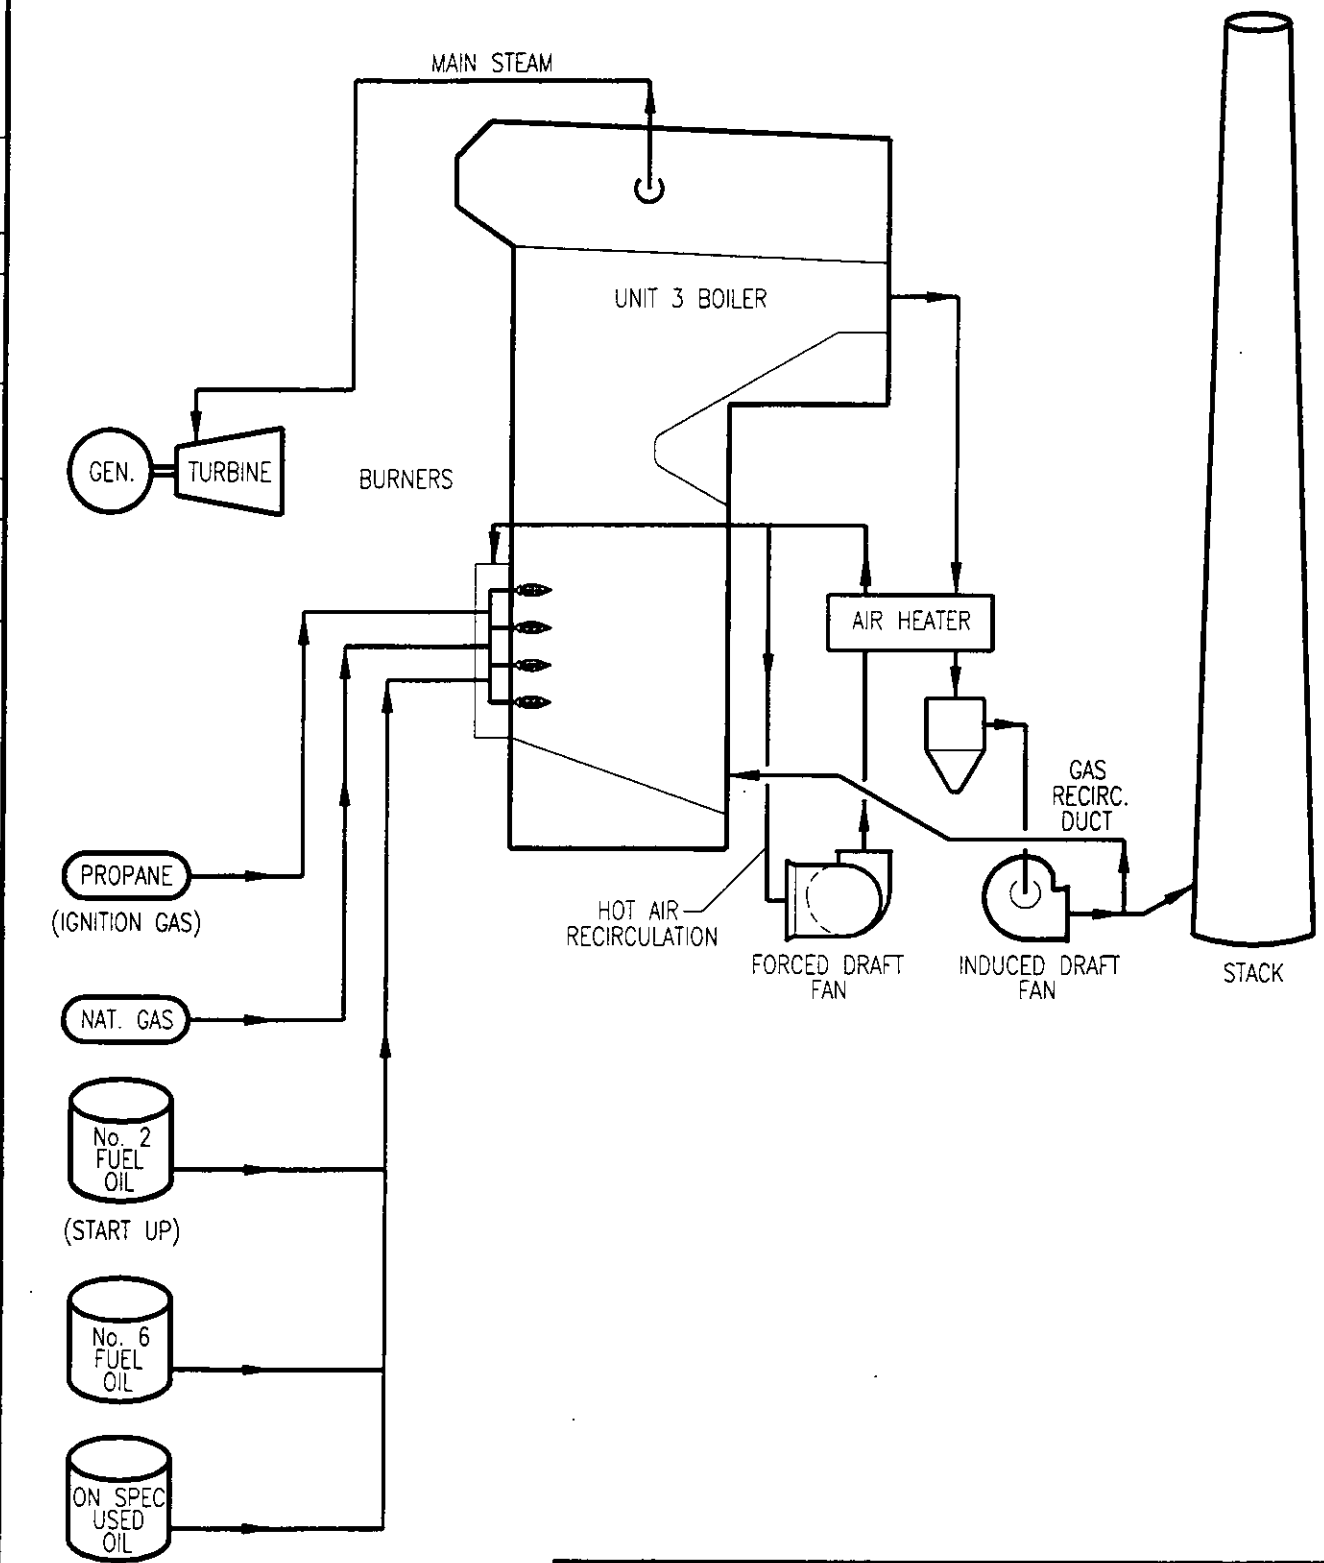 MAIN STEAM
UNIT 3 BOILER
GEN.
TURBINE
BURNERS
AIR HEATER
GAS
RECIRC.
DUCT
PROPANE
(IGNITION GAS)
HOT AIR
RECIRCULATION
FORCED DRAFT
FAN
INDUCED DRAFT
FAN
STACK
NAT. GAS
No. 2
FUEL
OIL
(START UP)
No. 6
FUEL
OIL
ON SPEC
USED
OIL